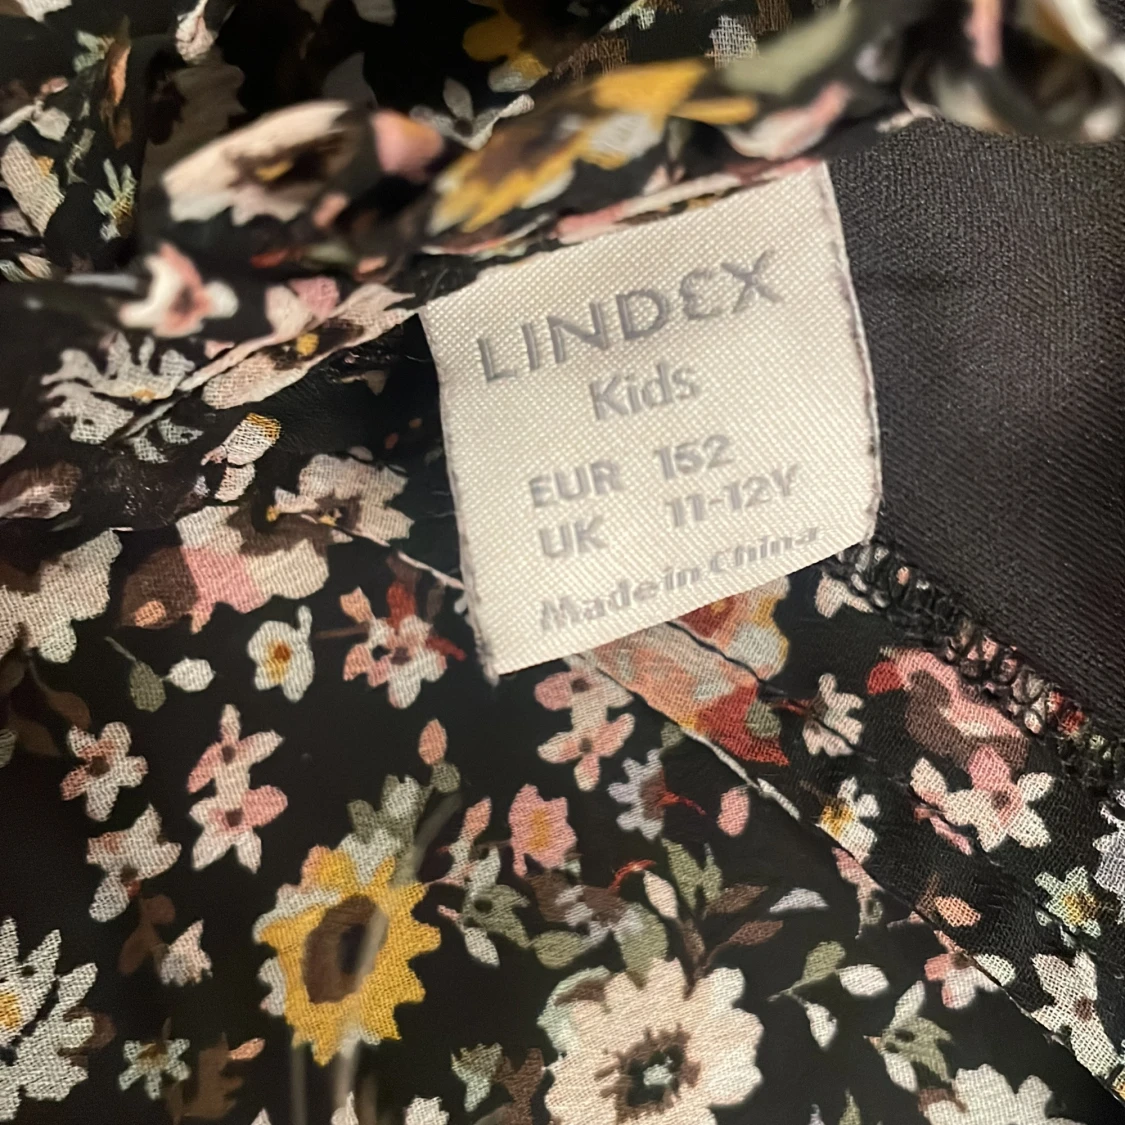 LINDEX
Kids
EUR 152
UK 11-12Y
Made in China